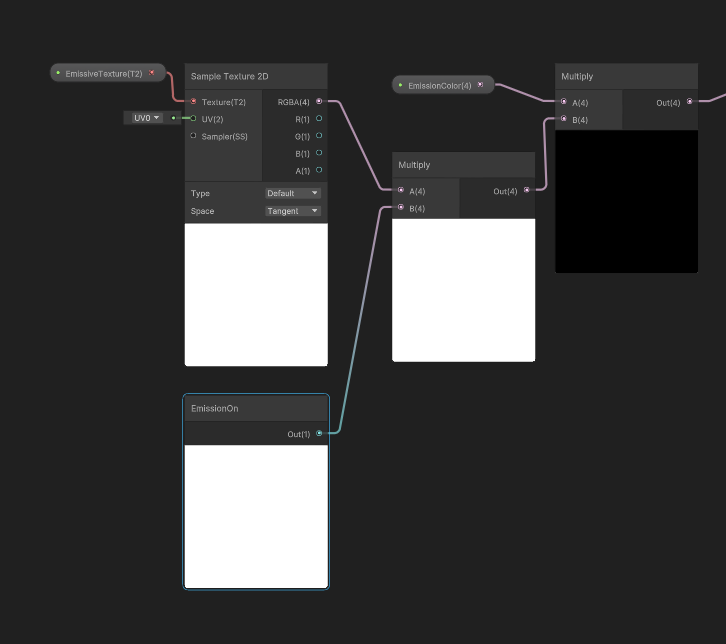 EmissiveTexture(T2)
Sample Texture 2D
Texture(T2)
RGBA(4)
UV0
UV(2)
R(1)
Sampler(SS)
G(1)
B(1)
A(1)
Type
Default
Space
Tangent
EmissionOn
Out(1)
EmissionColor(4)
Multiply
A(4)
Out(4)
B(4)
Multiply
A(4)
Out(4)
B(4)